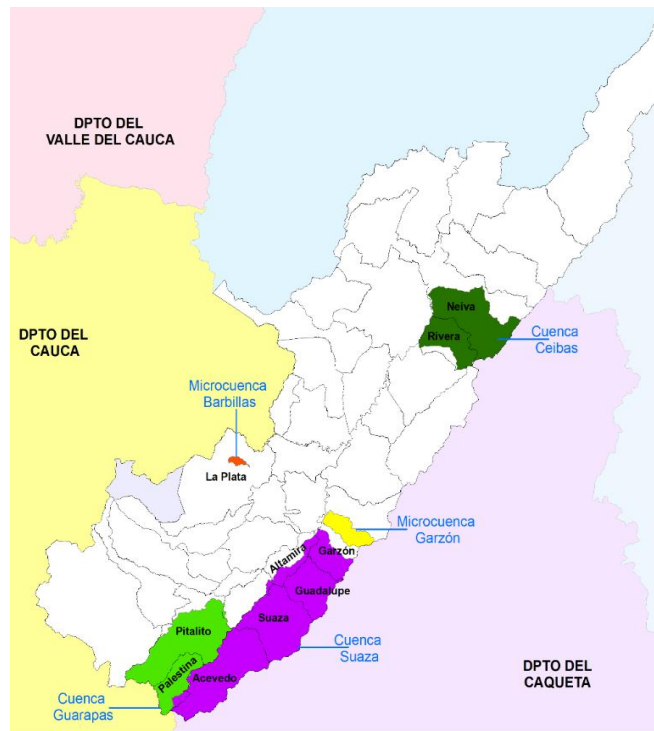 DPTO DEL
VALLE DEL CAUCA
Neiva
Rivera
Cuenca
Ceibas
DPTO DEL
CAUCA
Microcuenca
Barbillas
La Plata
Microcuenca
Garzón
Altamira
Garzón
Guadalupe
Suaza
Pitalito
Cuenca
Suaza
Palestina
Acevedo
DPTO DEL
CAQUETA
Cuenca
Guarapas